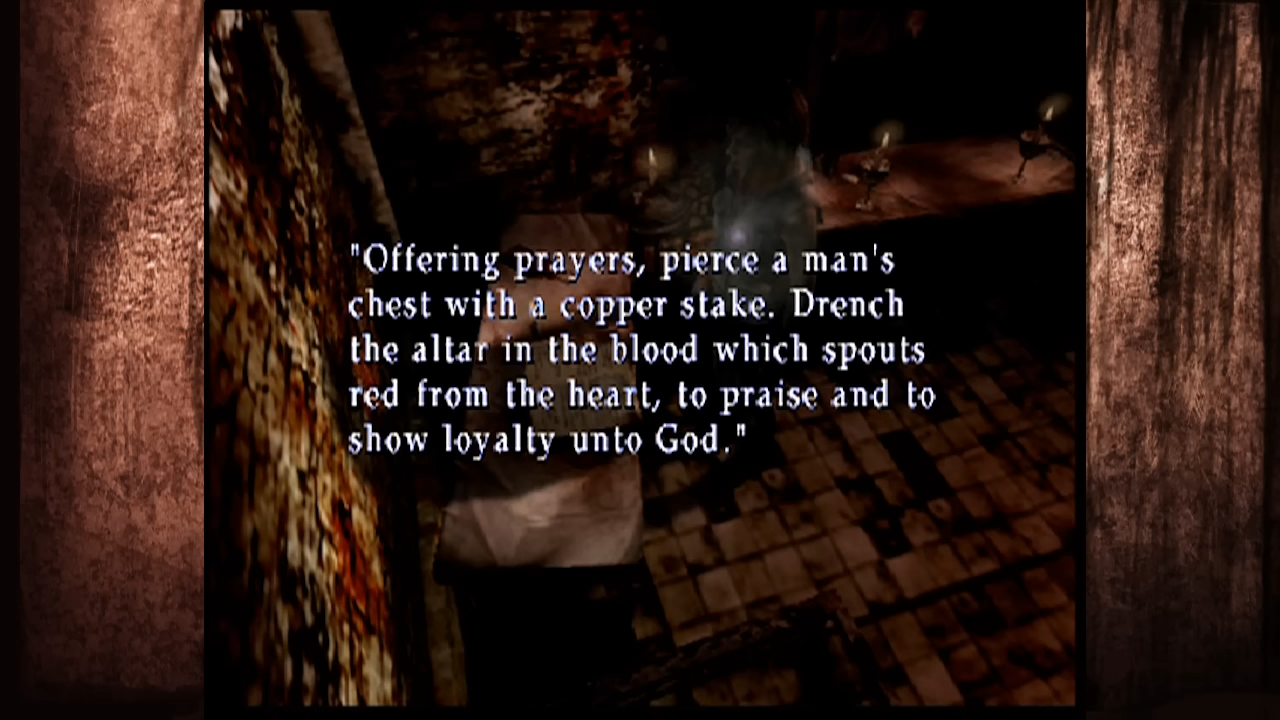 "Offering prayers, pierce a man's
chest with a copper stake. Drench
the altar in the blood which spouts
red from the heart, to praise and to
show loyalty unto God."